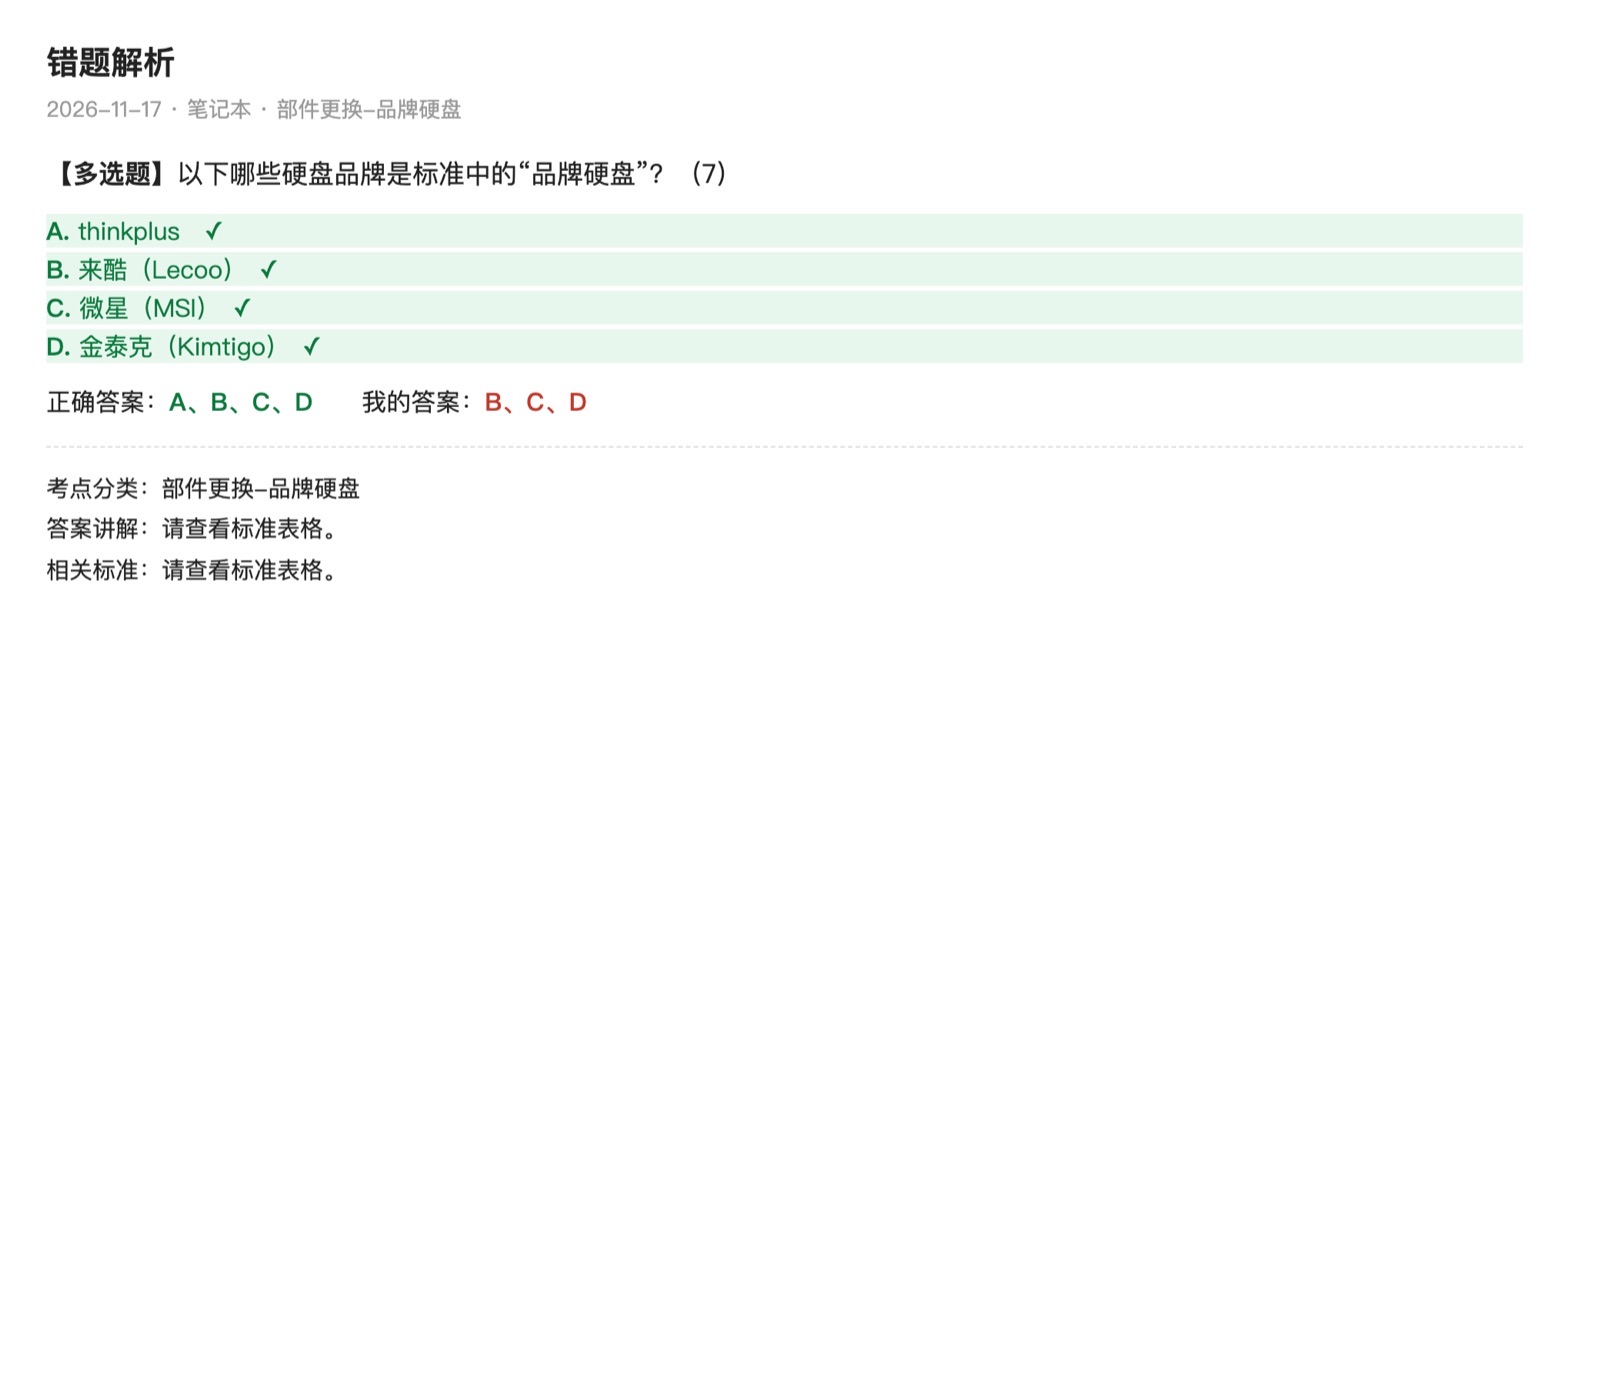 错题解析
2026-11-17 · 笔记本 · 部件更换-品牌硬盘
【多选题】以下哪些硬盘品牌是标准中的“品牌硬盘”？（7）
A. thinkplus ✓
B. 来酷（Lecoo） ✓
C. 微星（MSI） ✓
D. 金泰克（Kimtigo） ✓
正确答案：A、B、C、D 我的答案：B、C、D
考点分类：部件更换-品牌硬盘
答案讲解：请查看标准表格。
相关标准：请查看标准表格。